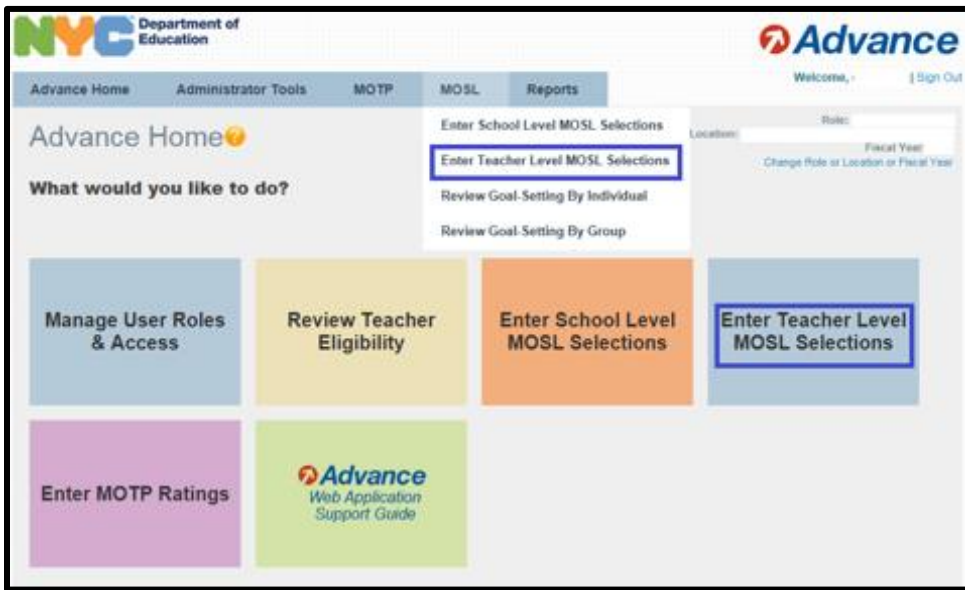 NYC Department of
Education
Advance
Welcome, - | Sign Out
Advance Home Administrator Tools MOTP MOSL Reports
Enter School Level MOSL Selections
Enter Teacher Level MOSL Selections
Review Goal-Setting By Individual
Review Goal-Setting By Group
Role:
Location:
Fiscal Year:
Change Role or Location or Fiscal Year
Advance Home?
What would you like to do?
Manage User Roles
& Access
Review Teacher
Eligibility
Enter School Level
MOSL Selections
Enter Teacher Level
MOSL Selections
Enter MOTP Ratings
Advance
Web Application
Support Guide